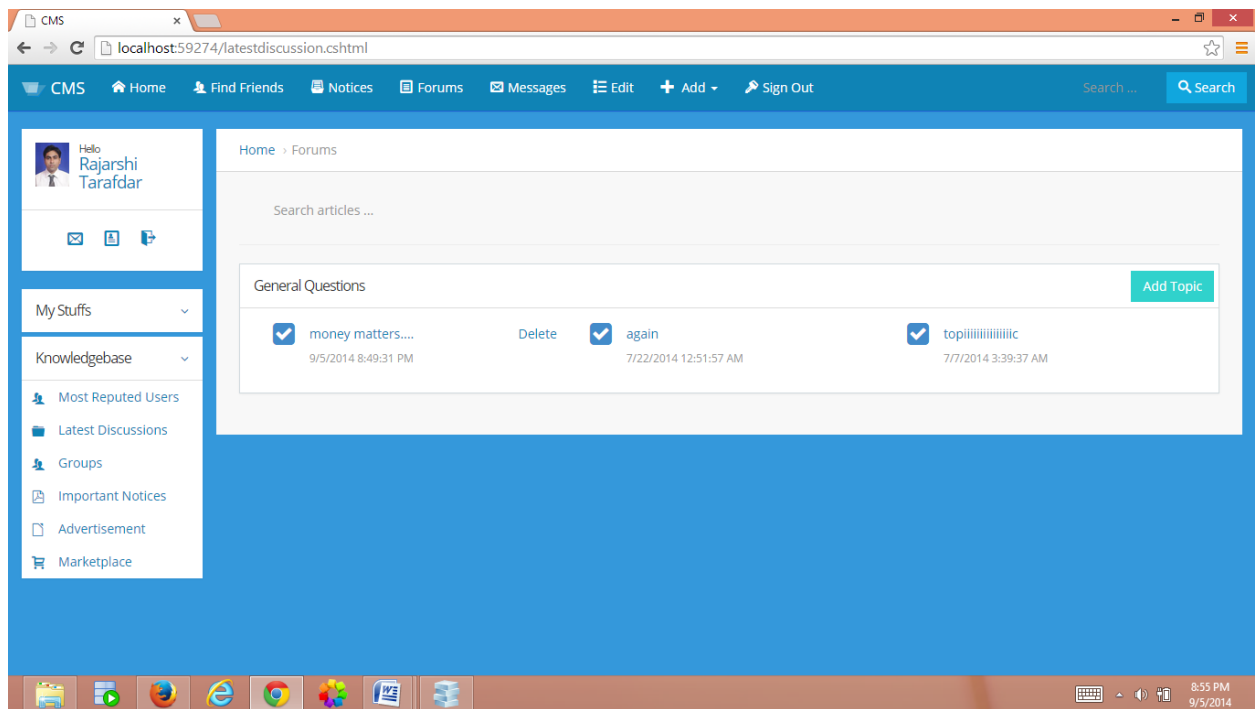 CMS
localhost:59274/latestdiscussion.cshtml
CMS Home Find Friends Notices Forums Messages Edit Add Sign Out Search ... Search
Hello
Rajarshi
Tarafdar
Home › Forums
Search articles ...
General Questions Add Topic
money matters.... Delete again topiiiiiiiiiiiiiiic
9/5/2014 8:49:31 PM 7/22/2014 12:51:57 AM 7/7/2014 3:39:37 AM
My Stuffs
Knowledgebase
Most Reputed Users
Latest Discussions
Groups
Important Notices
Advertisement
Marketplace
8:55 PM
9/5/2014